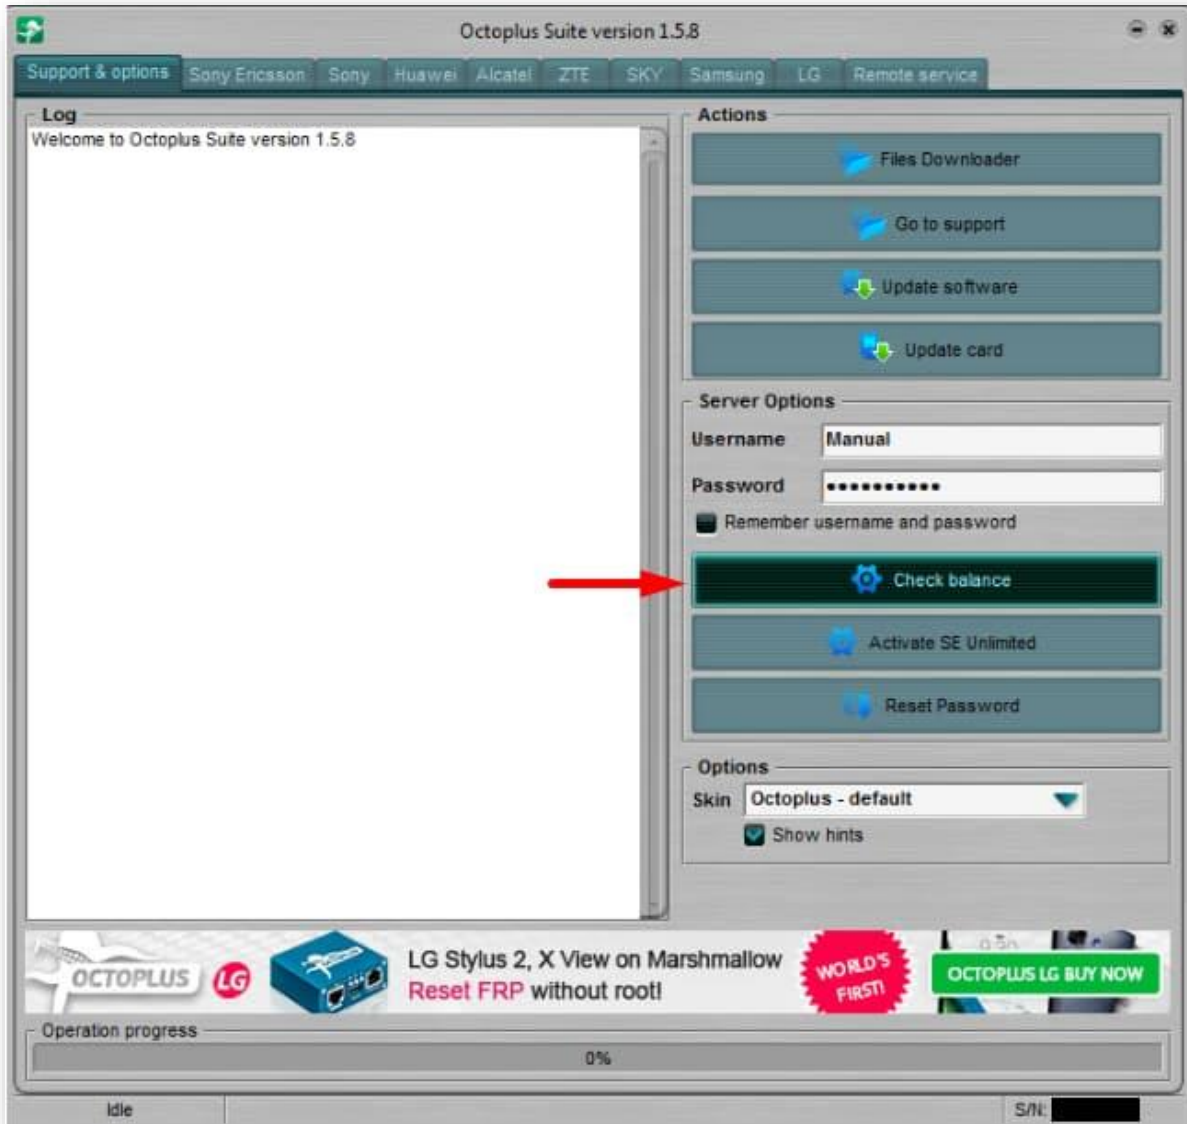 Octoplus Suite version 1.5.8
Support & options Sony Ericsson Sony Huawei Alcatel ZTE SKY Samsung LG Remote service
Log
Welcome to Octoplus Suite version 1.5.8
Actions
Files Downloader
Go to support
Update software
Update card
Server Options
Username Manual
Password ••••••••••
Remember username and password
Check balance
Activate SE Unlimited
Reset Password
Options
Skin Octoplus - default
Show hints
OCTOPLUS LG
LG Stylus 2, X View on Marshmallow
Reset FRP without root!
WORLD'S
FIRST!
OCTOPLUS LG BUY NOW
Operation progress
0%
Idle
S/N: